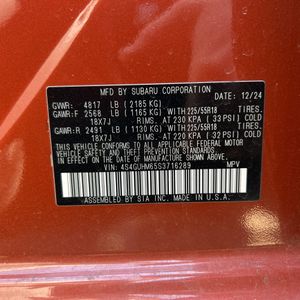 MFD BY SUBARU CORPORATION DATE: 12/24
GVWR: 4817 LB (2185 KG)
GAWR:F 2568 LB (1165 KG) WITH 225/55R18
18X7J RIMS, AT 230 KPA (33 PSI) COLD
GAWR:R 2491 LB (1130 KG) WITH 225/55R18
18X7J RIMS, AT 220 KPA (32 PSI) COLD
THIS VEHICLE CONFORMS TO ALL APPLICABLE FEDERAL MOTOR
VEHICLE SAFETY, BUMPER, AND THEFT PREVENTION STANDARDS
IN EFFECT ON THE DATE OF MANUFACTURE SHOWN ABOVE.
VIN: 4S4GUHM65S3716289 MPV
ASSEMBLED BY SIA INC. MADE IN U.S.A.